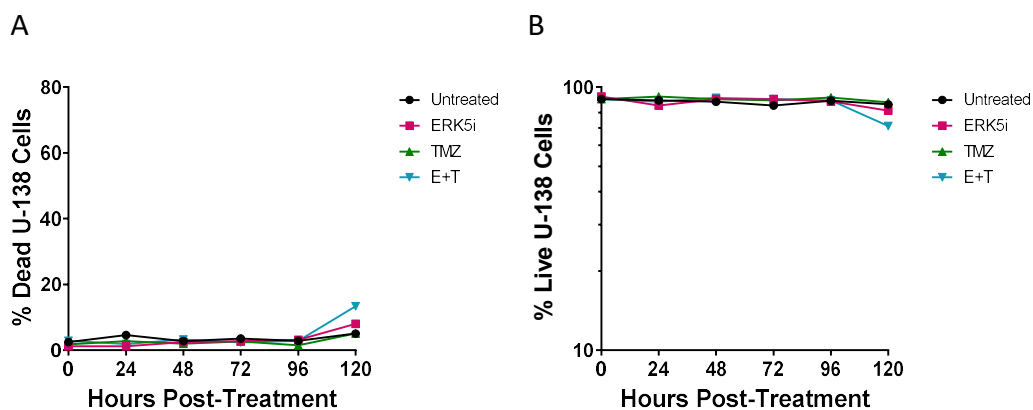 A
B
80
60
40
20
0
% Dead U-138 Cells
0 24 48 72 96 120
Hours Post-Treatment
Untreated
ERK5i
TMZ
E+T
100
10
% Live U-138 Cells
0 24 48 72 96 120
Hours Post-Treatment
Untreated
ERK5i
TMZ
E+T